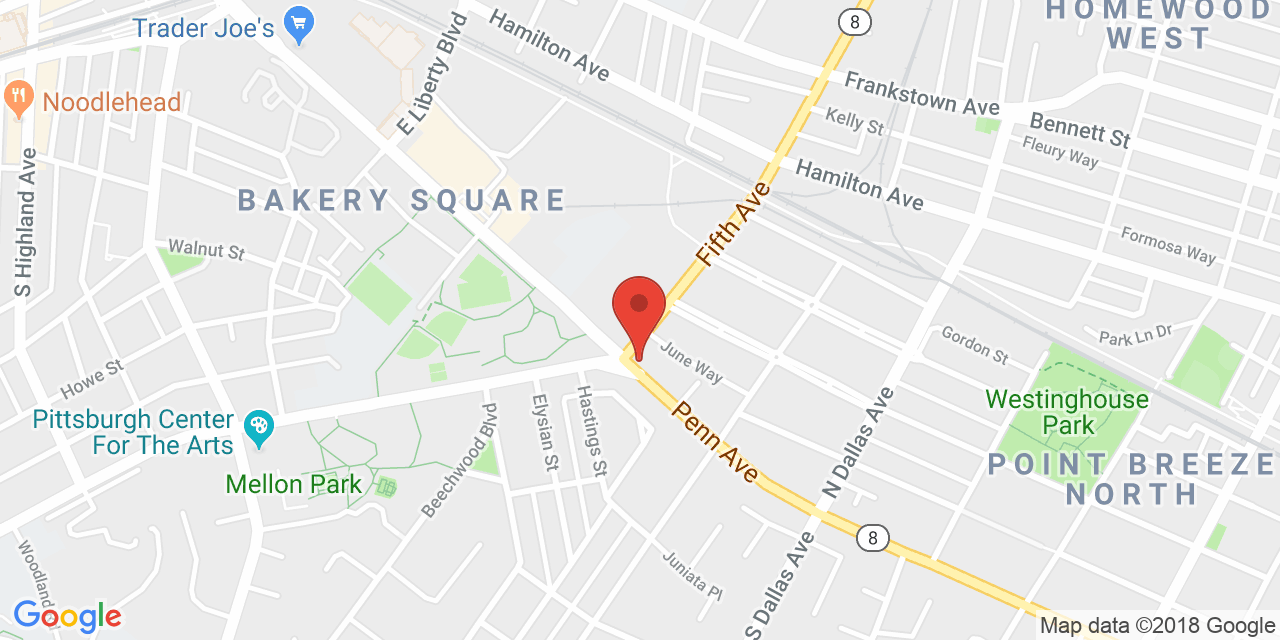 HOMEWOOD
WEST
8
Trader Joe's
Hamilton Ave
E Liberty Blvd
Noodlehead
Frankstown Ave
Kelly St
Bennett St
Fleury Way
S Highland Ave
BAKERY SQUARE
Hamilton Ave
Fifth Ave
Walnut St
Formosa Way
Park Ln Dr
Gordon St
June Way
Howe St
Westinghouse
Park
Pittsburgh Center
For The Arts
Elysian St
Hastings St
Beechwood Blvd
Penn Ave
N Dallas Ave
POINT BREEZE
NORTH
Mellon Park
8
Woodland
Juniata Pl
S Dallas Ave
Google
Map data ©2018 Google